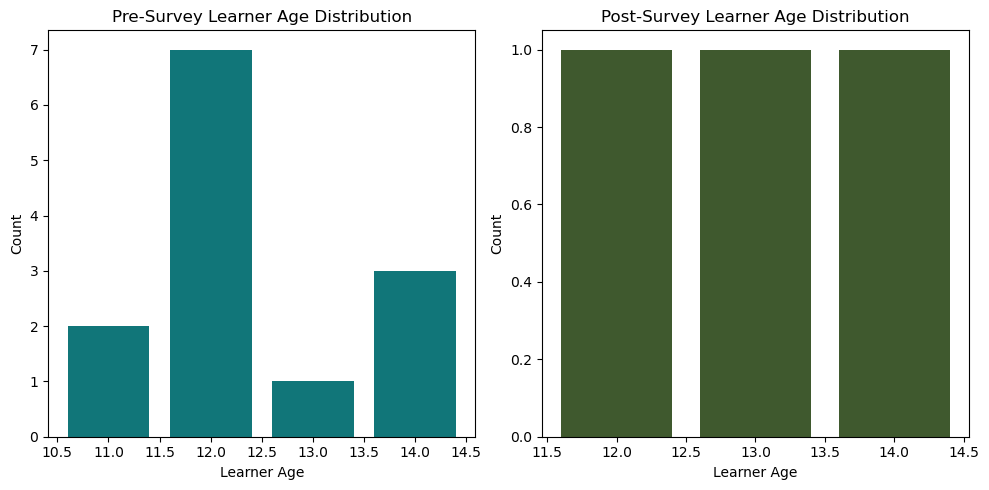 Pre-Survey Learner Age Distribution
7
6
5
4
3
2
1
0
Count
10.5 11.0 11.5 12.0 12.5 13.0 13.5 14.0 14.5
Learner Age
Post-Survey Learner Age Distribution
1.0
0.8
0.6
0.4
0.2
0.0
Count
11.5 12.0 12.5 13.0 13.5 14.0 14.5
Learner Age